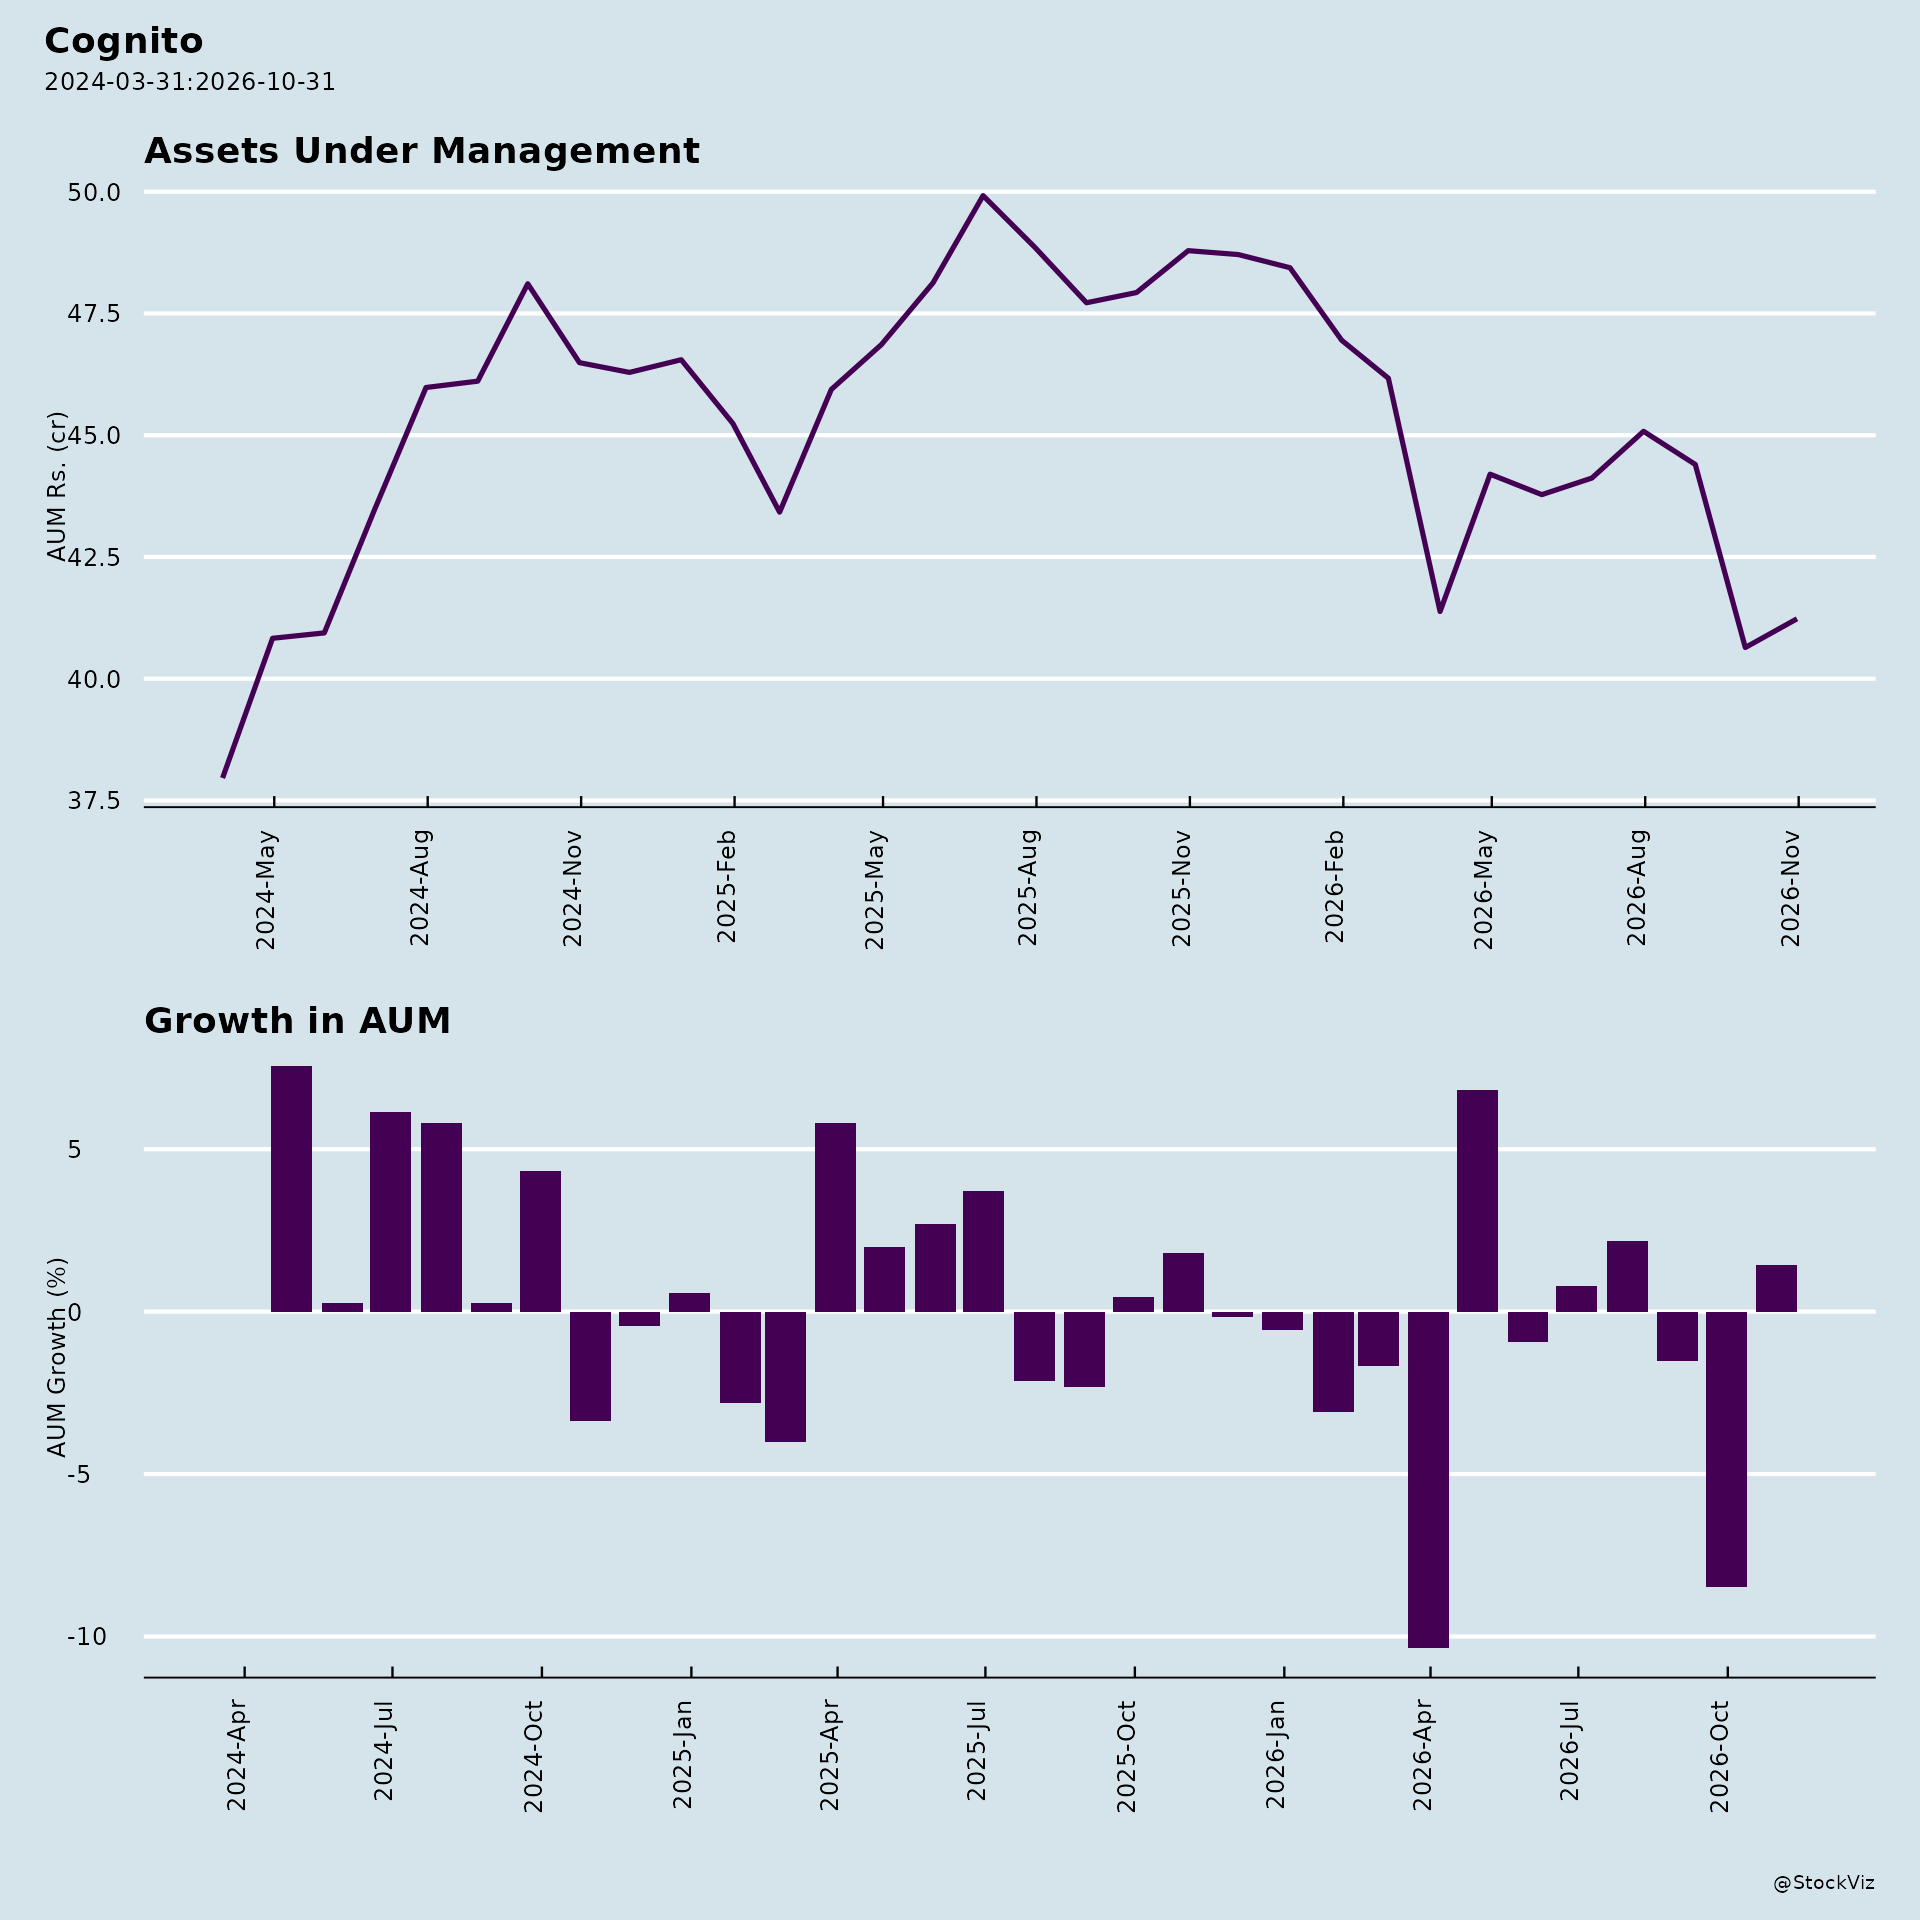 Cognito
2024-03-31:2026-10-31
Assets Under Management
AUM Rs. (cr)
50.0
47.5
45.0
42.5
40.0
37.5
2024-May
2024-Aug
2024-Nov
2025-Feb
2025-May
2025-Aug
2025-Nov
2026-Feb
2026-May
2026-Aug
2026-Nov
Growth in AUM
AUM Growth (%)
5
0
-5
-10
2024-Apr
2024-Jul
2024-Oct
2025-Jan
2025-Apr
2025-Jul
2025-Oct
2026-Jan
2026-Apr
2026-Jul
2026-Oct
@StockViz